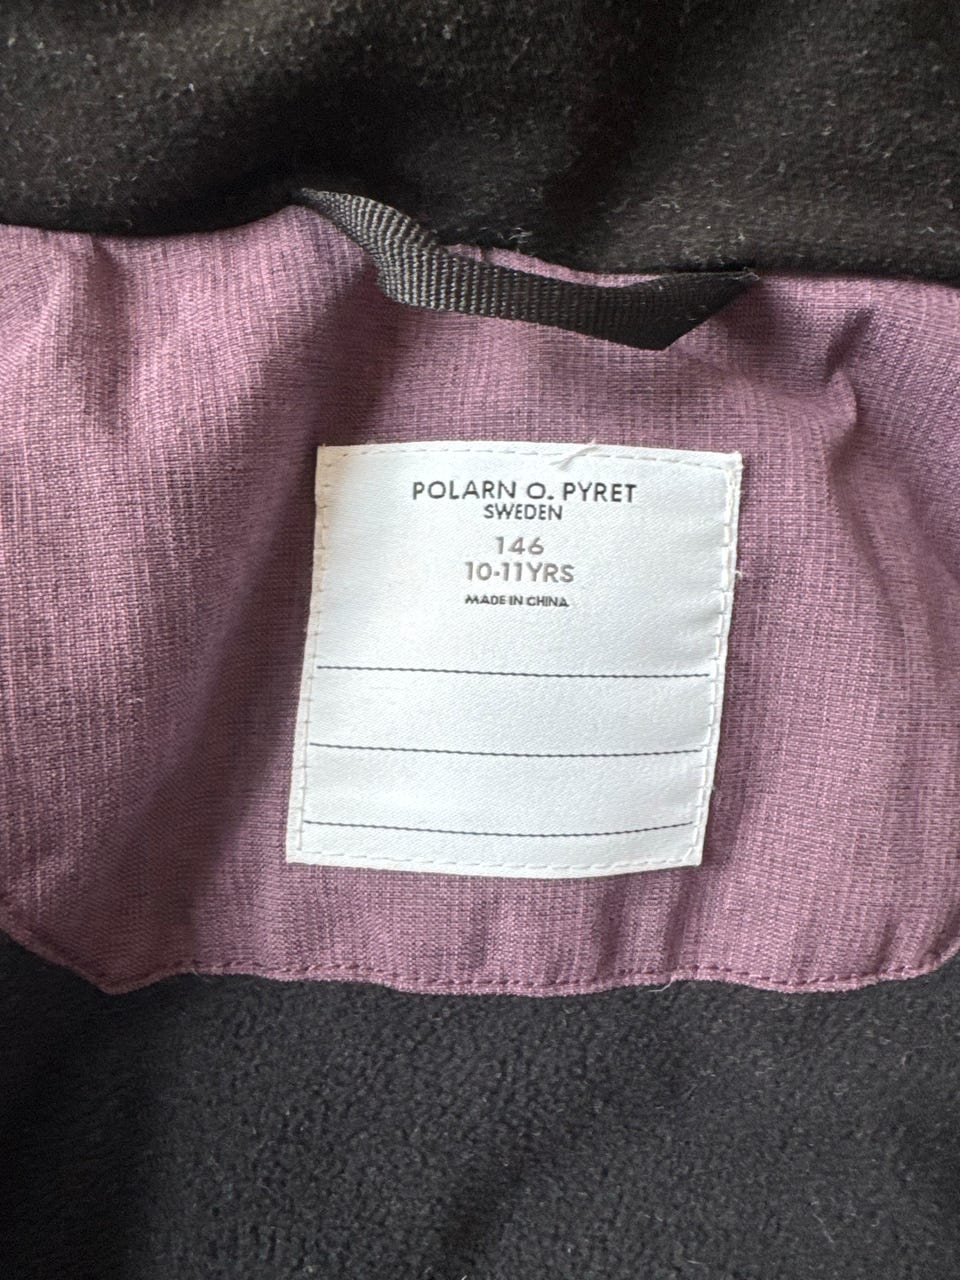 POLARN O. PYRET
SWEDEN
146
10-11YRS
MADE IN CHINA